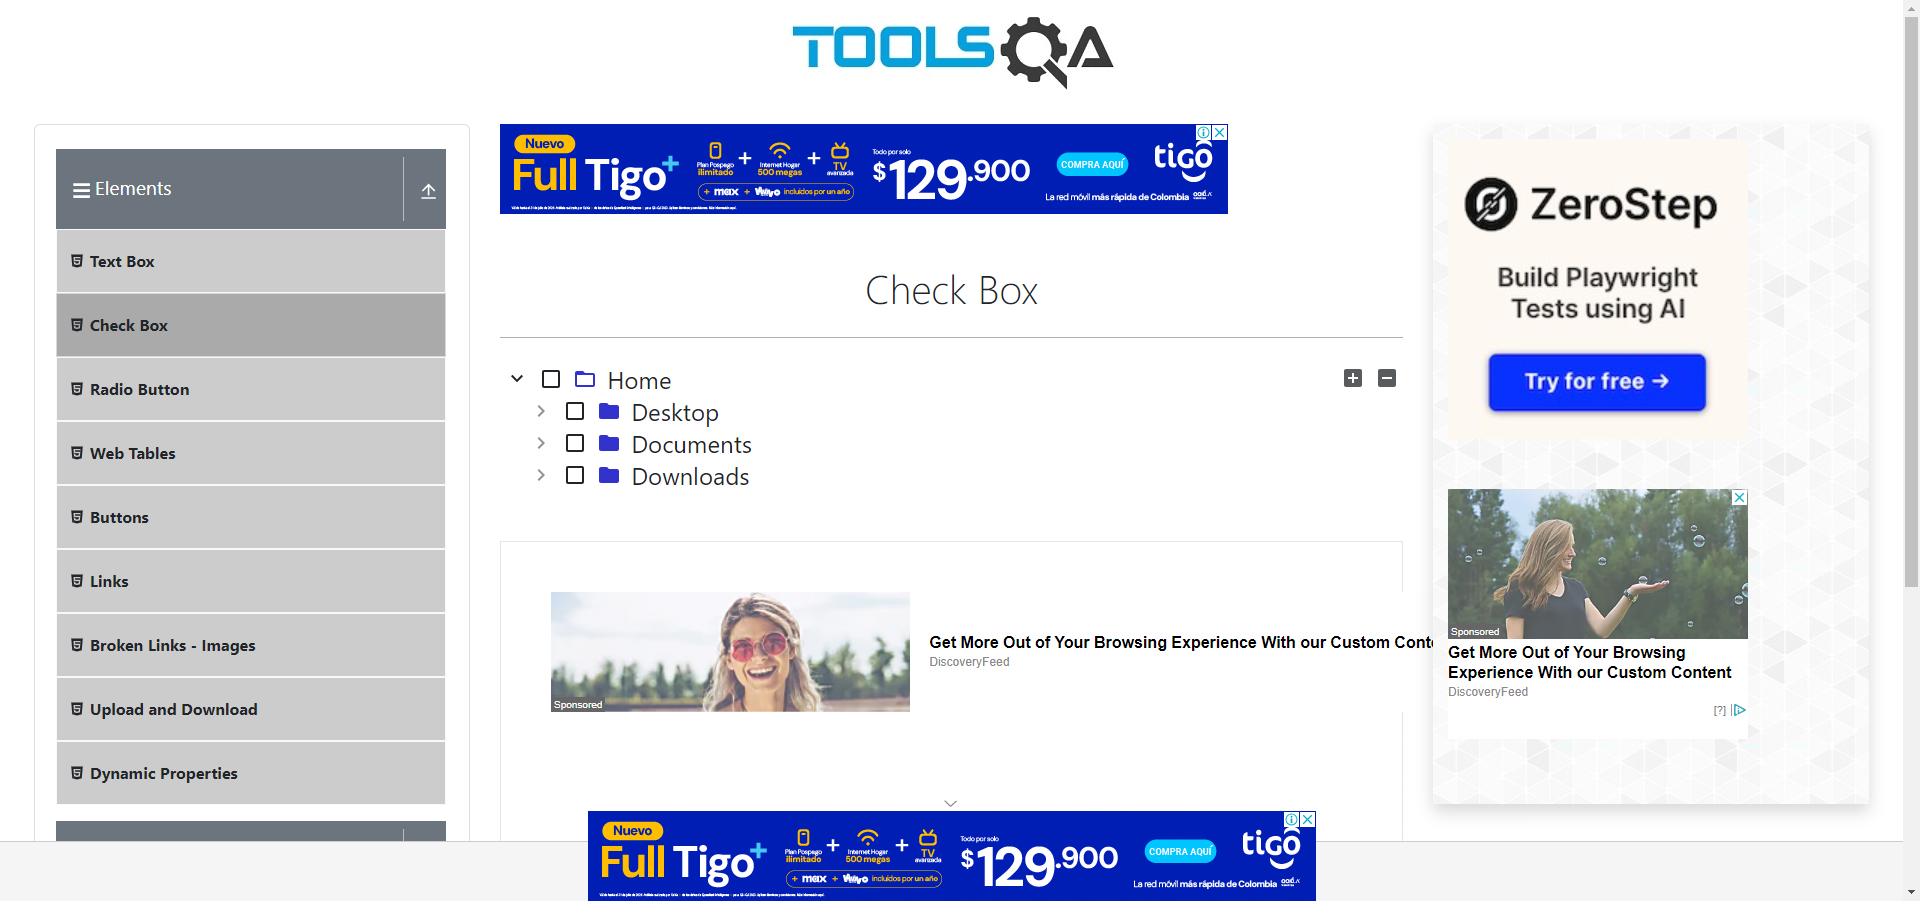 TOOLSQA
Elements
Text Box
Check Box
Radio Button
Web Tables
Buttons
Links
Broken Links - Images
Upload and Download
Dynamic Properties
Nuevo
Full Tigo+
Plan Pospago
ilimitado
+
Internet Hogar
500 megas
+
TV
avanzada
+ max + Win+ incluidos por un año
Todo por solo
$129.900
COMPRA AQUÍ
tigo
La red móvil más rápida de Colombia
Check Box
Home
Desktop
Documents
Downloads
Sponsored
Get More Out of Your Browsing Experience With our Custom Conte
DiscoveryFeed
ZeroStep
Build Playwright
Tests using AI
Try for free →
Sponsored
Get More Out of Your Browsing
Experience With our Custom Content
DiscoveryFeed
[?]
Nuevo
Full Tigo+
Plan Pospago
ilimitado
+
Internet Hogar
500 megas
+
TV
avanzada
+ max + Win+ incluidos por un año
Todo por solo
$129.900
COMPRA AQUÍ
tigo
La red móvil más rápida de Colombia